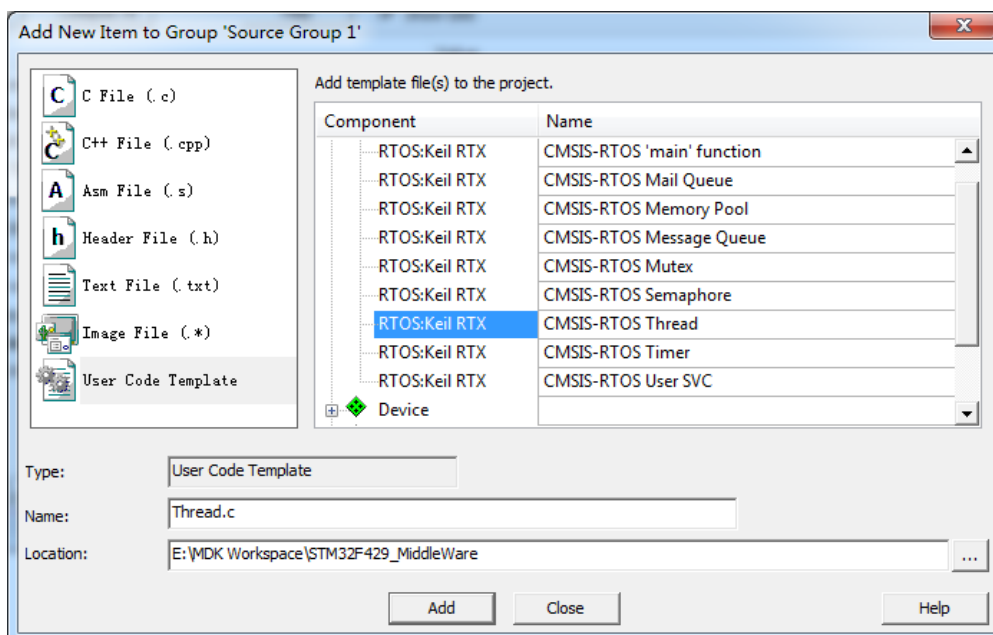 Add New Item to Group 'Source Group 1'
C File (.c)
C++ File (.cpp)
Asm File (.s)
Header File (.h)
Text File (.txt)
Image File (.*)
User Code Template
Add template file(s) to the project.
Component Name
RTOS:Keil RTX CMSIS-RTOS 'main' function
RTOS:Keil RTX CMSIS-RTOS Mail Queue
RTOS:Keil RTX CMSIS-RTOS Memory Pool
RTOS:Keil RTX CMSIS-RTOS Message Queue
RTOS:Keil RTX CMSIS-RTOS Mutex
RTOS:Keil RTX CMSIS-RTOS Semaphore
RTOS:Keil RTX CMSIS-RTOS Thread
RTOS:Keil RTX CMSIS-RTOS Timer
RTOS:Keil RTX CMSIS-RTOS User SVC
Device
Type: User Code Template
Name: Thread.c
Location: E:\MDK Workspace\STM32F429_MiddleWare ...
Add Close Help